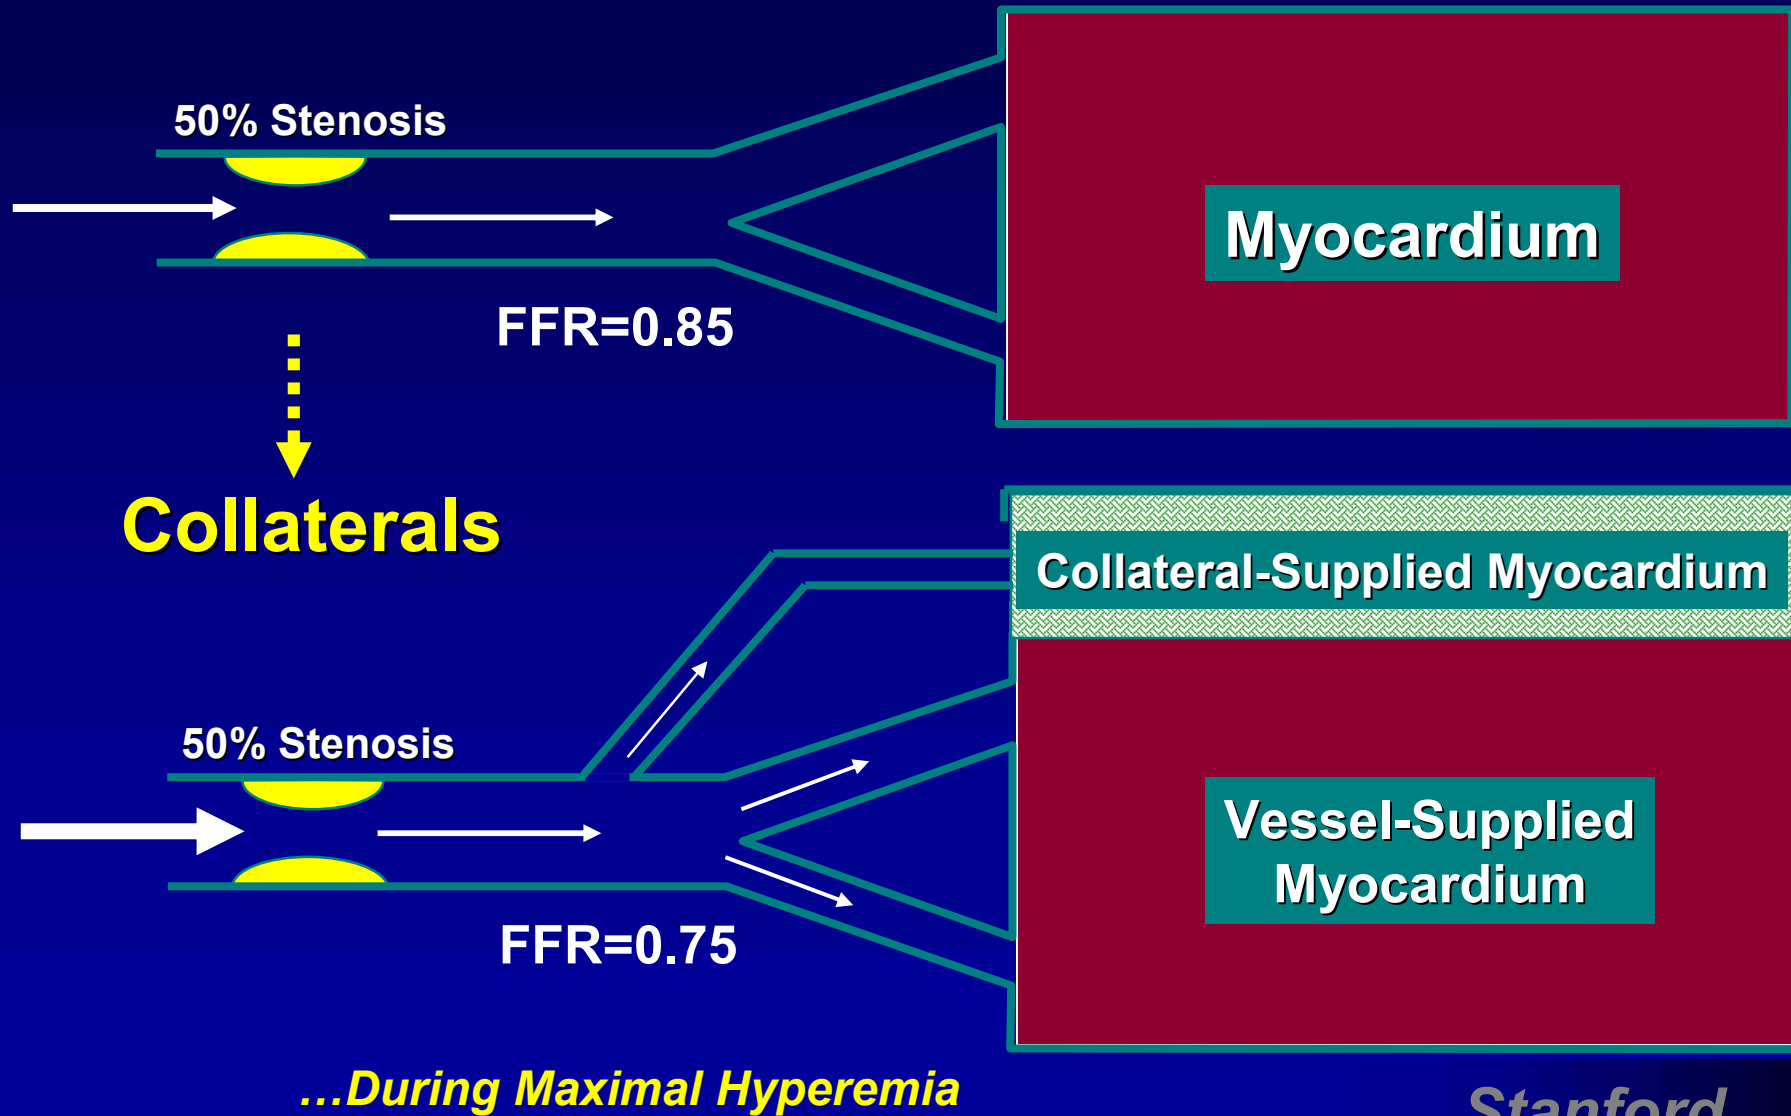 50% Stenosis
Myocardium
FFR=0.85
Collaterals
Collateral-Supplied Myocardium
50% Stenosis
Vessel-Supplied
Myocardium
FFR=0.75
...During Maximal Hyperemia
Stanford